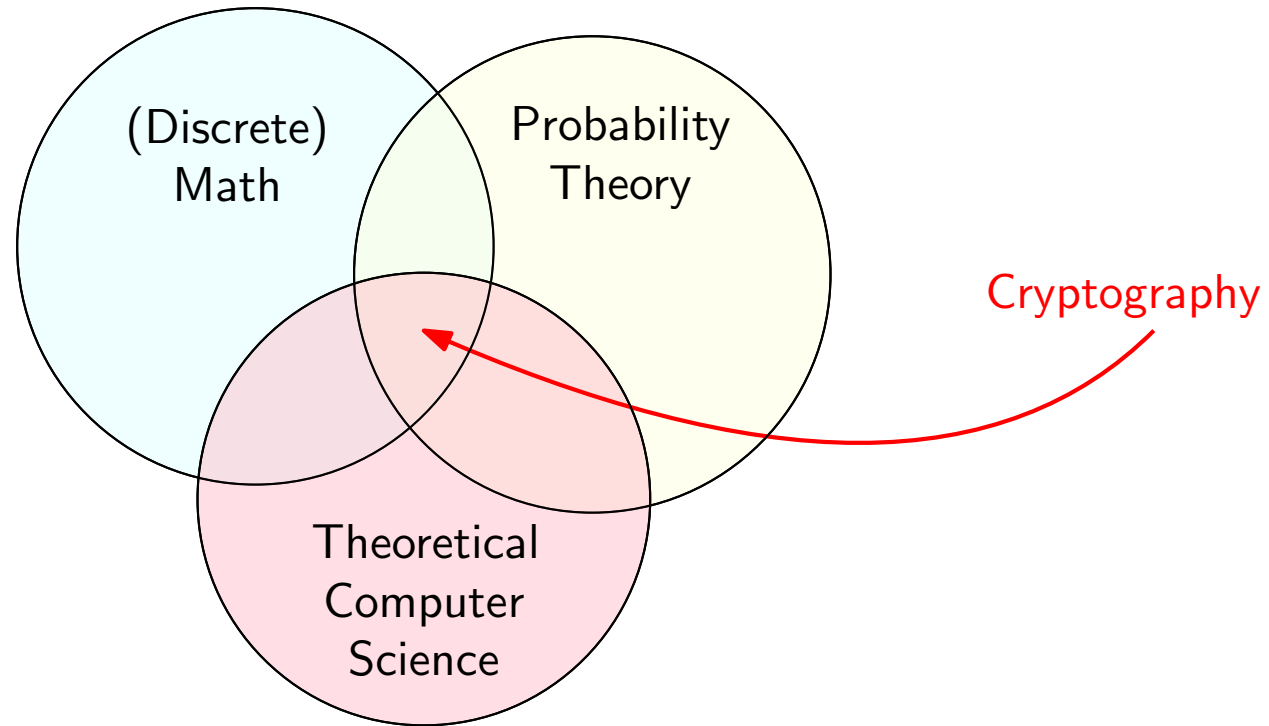 (Discrete)
Math
Probability
Theory
Cryptography
Theoretical
Computer
Science